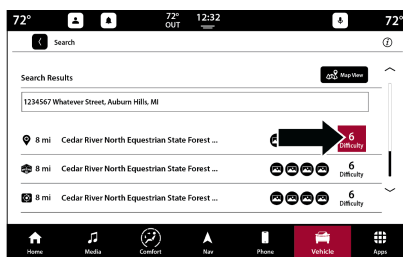 72° 72° OUT 12:32 72°
Search
Search Results Map View
1234567 Whatever Street, Auburn Hills, MI
8 mi Cedar River North Equestrian State Forest ... 6 Difficulty
8 mi Cedar River North Equestrian State Forest ... 6 Difficulty
8 mi Cedar River North Equestrian State Forest ... 6 Difficulty
Home Media Comfort Nav Phone Vehicle Apps